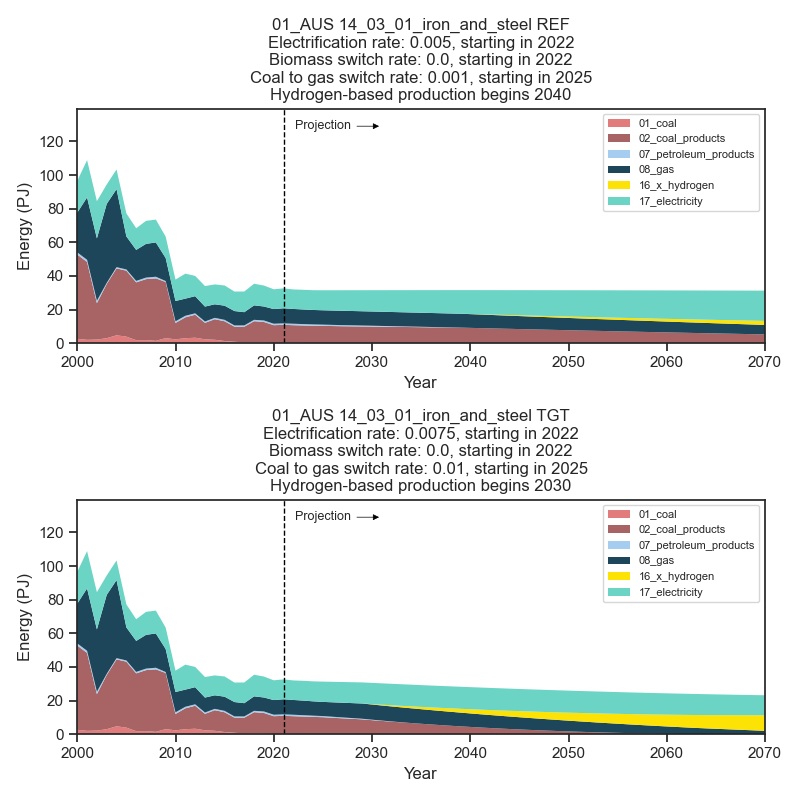 01_AUS 14_03_01_iron_and_steel REF
Electrification rate: 0.005, starting in 2022
Biomass switch rate: 0.0, starting in 2022
Coal to gas switch rate: 0.001, starting in 2025
Hydrogen-based production begins 2040
Energy (PJ)
120
100
80
60
40
20
0
Projection
01_coal
02_coal_products
07_petroleum_products
08_gas
16_x_hydrogen
17_electricity
2000 2010 2020 2030 2040 2050 2060 2070
Year
01_AUS 14_03_01_iron_and_steel TGT
Electrification rate: 0.0075, starting in 2022
Biomass switch rate: 0.0, starting in 2022
Coal to gas switch rate: 0.01, starting in 2025
Hydrogen-based production begins 2030
Energy (PJ)
120
100
80
60
40
20
0
Projection
01_coal
02_coal_products
07_petroleum_products
08_gas
16_x_hydrogen
17_electricity
2000 2010 2020 2030 2040 2050 2060 2070
Year